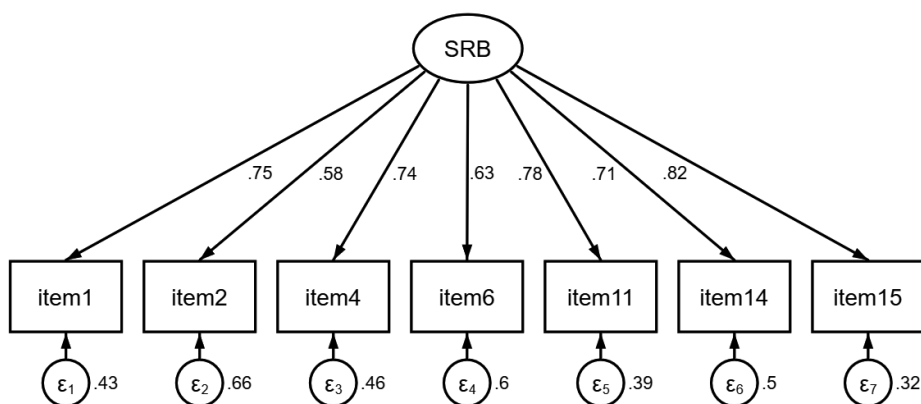 SRB
.75 .58 .74 .63 .78 .71 .82
item1 item2 item4 item6 item11 item14 item15
ε₁ .43 ε₂ .66 ε₃ .46 ε₄ .6 ε₅ .39 ε₆ .5 ε₇ .32